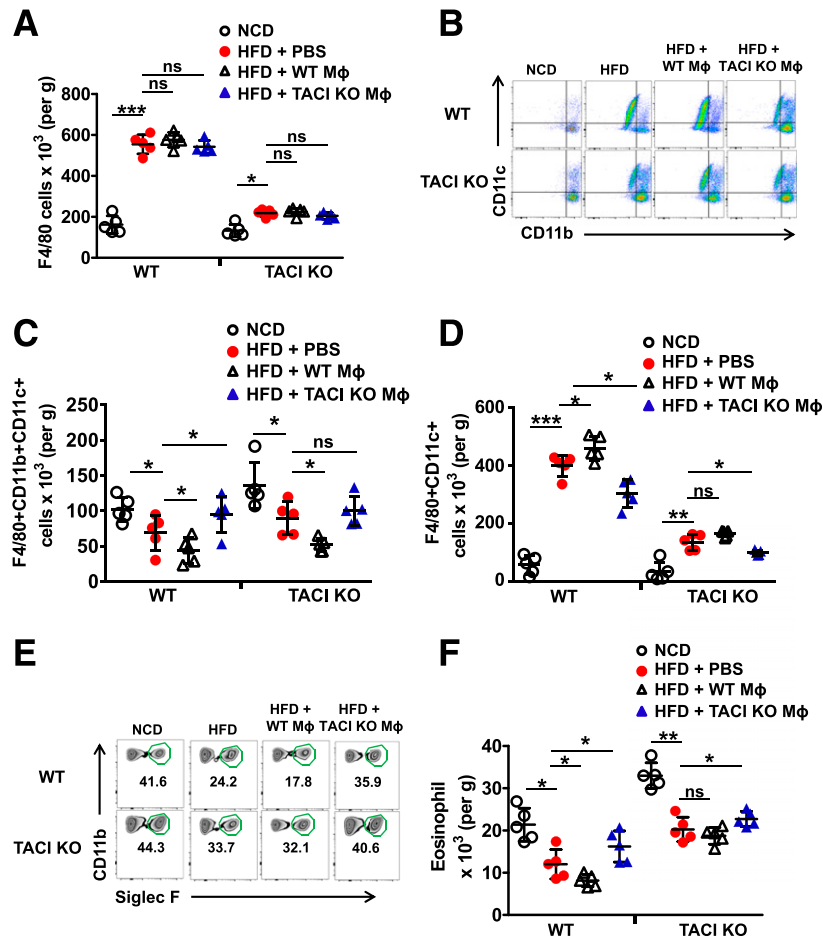 A
NCD
HFD + PBS
HFD + WT Mϕ
HFD + TACI KO Mϕ
ns
ns
***
ns
ns
*
F4/80 cells x 10³ (per g)
800
600
400
200
0
WT
TACI KO
B
NCD
HFD
HFD +
WT Mϕ
HFD +
TACI KO Mϕ
WT
TACI KO
CD11c
CD11b
C
NCD
HFD + PBS
HFD + WT Mϕ
HFD + TACI KO Mϕ
F4/80+CD11b+CD11c+
cells x 10³ (per g)
250
200
150
100
50
0
*
*
*
*
ns
*
WT
TACI KO
D
NCD
HFD + PBS
HFD + WT Mϕ
HFD + TACI KO Mϕ
F4/80+CD11c+
cells x 10³ (per g)
600
400
200
0
*
*
***
*
ns
**
WT
TACI KO
E
NCD
HFD
HFD +
WT Mϕ
HFD +
TACI KO Mϕ
WT
41.6
24.2
17.8
35.9
TACI KO
44.3
33.7
32.1
40.6
CD11b
Siglec F
F
NCD
HFD + PBS
HFD + WT Mϕ
HFD + TACI KO Mϕ
Eosinophil
x 10³ (per g)
40
30
20
10
0
*
*
*
**
*
ns
WT
TACI KO